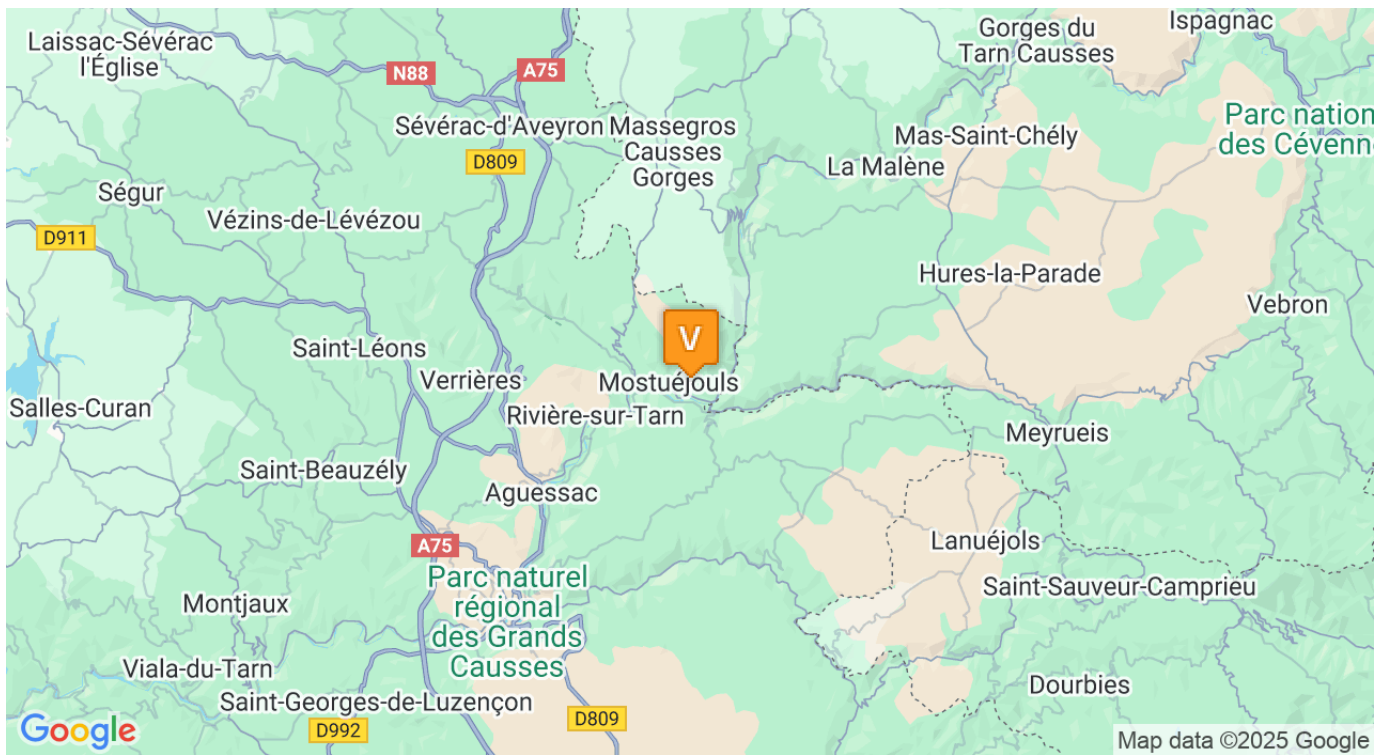 Ispagnac
Gorges du
Tarn Causses
Laissac-Sévérac
l'Église
N88
A75
Parc nation
des Cévenne
Sévérac-d'Aveyron
Massegros
Causses
Gorges
Mas-Saint-Chély
D809
La Malène
Ségur
Vézins-de-Lévézou
D911
Hures-la-Parade
Vebron
V
Saint-Léons
Verrières
Mostuéjouls
Salles-Curan
Rivière-sur-Tarn
Meyrueis
Saint-Beauzély
Aguessac
A75
Lanuéjols
Parc naturel
régional
des Grands
Causses
Saint-Sauveur-Camprieu
Montjaux
Viala-du-Tarn
Dourbies
Saint-Georges-de-Luzençon
D992
D809
Google
Map data ©2025 Google